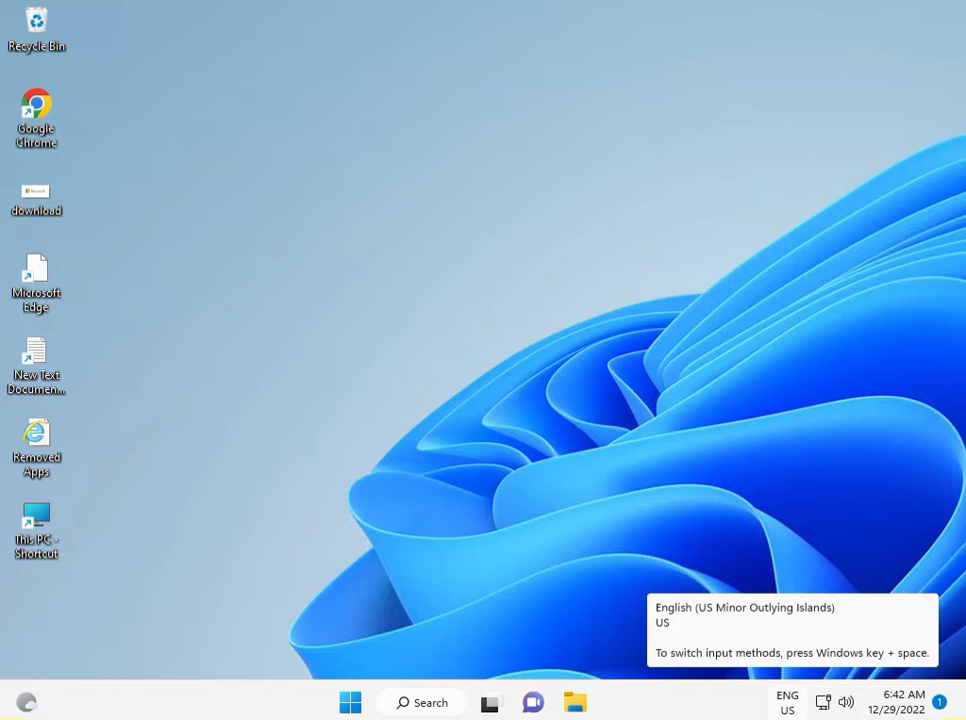 Recycle Bin
Google
Chrome
download
Microsoft
Edge
New Text
Documen...
Removed
Apps
This PC -
Shortcut
English (US Minor Outlying Islands)
US
To switch input methods, press Windows key + space.
Search
ENG
US
6:42 AM
12/29/2022
1